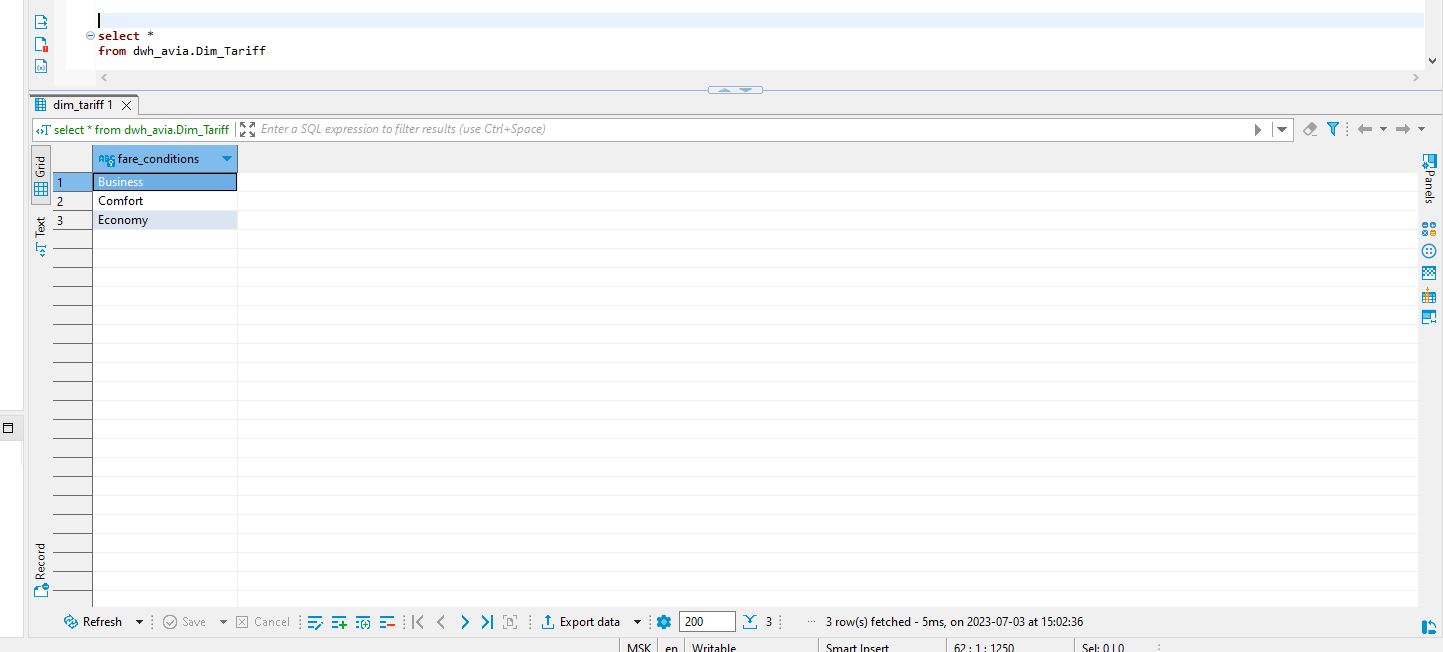 select *
from dwh_avia.Dim_Tariff
dim_tariff 1
select * from dwh_avia.Dim_Tariff
Enter a SQL expression to filter results (use Ctrl+Space)
Grid
Text
Record
Panels
ABC fare_conditions
1 Business
2 Comfort
3 Economy
Refresh Save Cancel Export data 200 3 ... 3 row(s) fetched - 5ms, on 2023-07-03 at 15:02:36
MSK en Writable Smart Insert 62 : 1 : 1250 Sel: 0 | 0